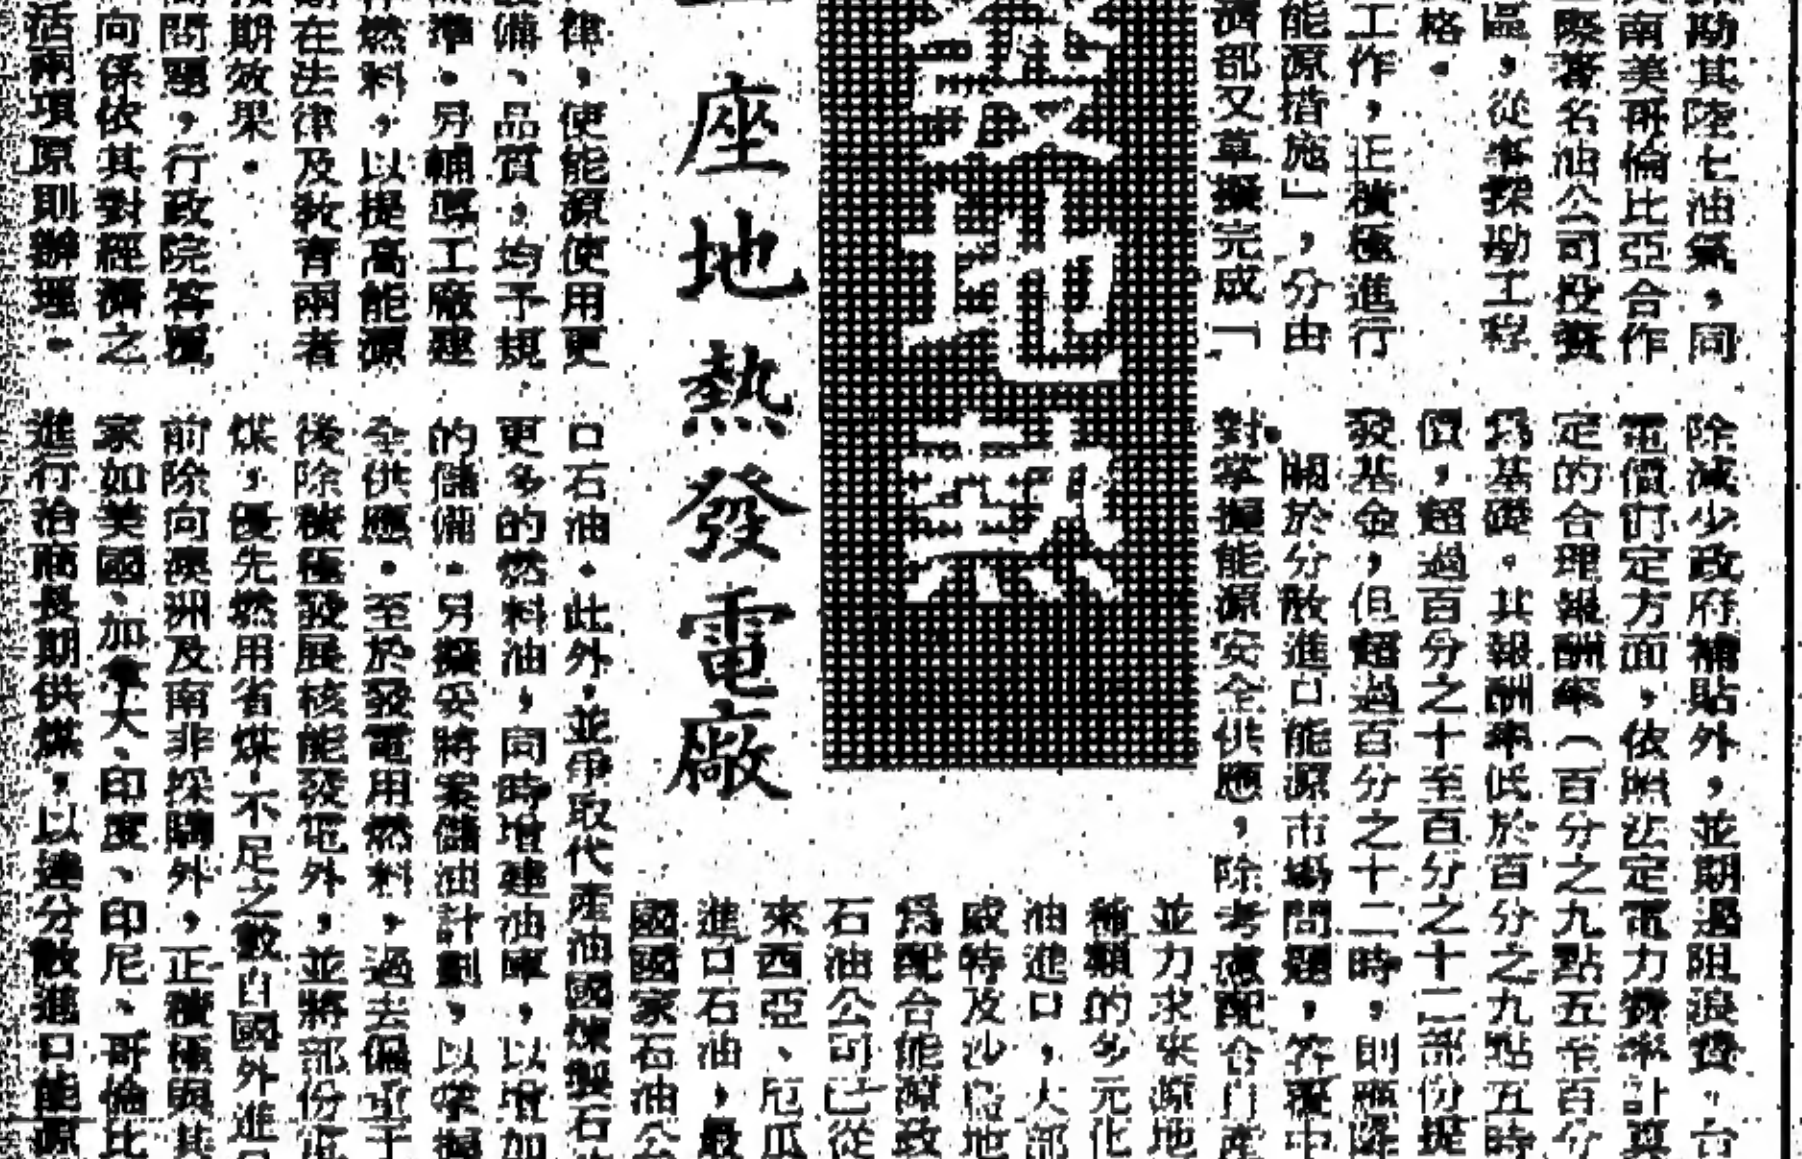 探勘其陸上油氣，同
南美哥倫比亞合作
際著名油公司投資
區，從事探勘工程
格。
工作，正積極進行
能源措施」，分由
濟部又草擬完成「
發地熱
座地熱發電廠
律，使能源使用更
設備、品質，均予規
標準。另輔導工廠建
燃料，以提高能源
則在法律及教育兩者
預期效果。
問題，行政院答覆
向係依其對經濟之
括兩項原則辦理。
除減少政府補貼外，並期遏阻浪費。台
電價訂定方面，依照法定電力費率計算
定的合理報酬率（百分之九點五至百分
為基礎。其報酬率低於百分之九點五時
價，超過百分之十至百分之十二部份提
發基金，但超過百分之十二時，則應降
關於分散進口能源市場問題，答覆中
對掌握能源安全供應，除考慮配合自產
並力求來源地
種類的多元化
油進口，大部
威特及沙烏地
為配合能源政
石油公司已從
來西亞、厄瓜
進口石油，最
國國家石油公
口石油。此外，並爭取代產油國煉製石
更多的燃料油，同時增建油庫，以增加
的儲備。另擬妥將案儲油計劃，以掌握
全供應。至於發電用燃料，過去偏重于
後除積極發展核能發電外，並將部份
煤，優先燃用省煤，不足之數自國外進
前除向澳洲及南非採購外，正積極與其
家如美國、加拿大、印度、印尼、哥倫比
進行洽商長期供煤，以達分散進口能源